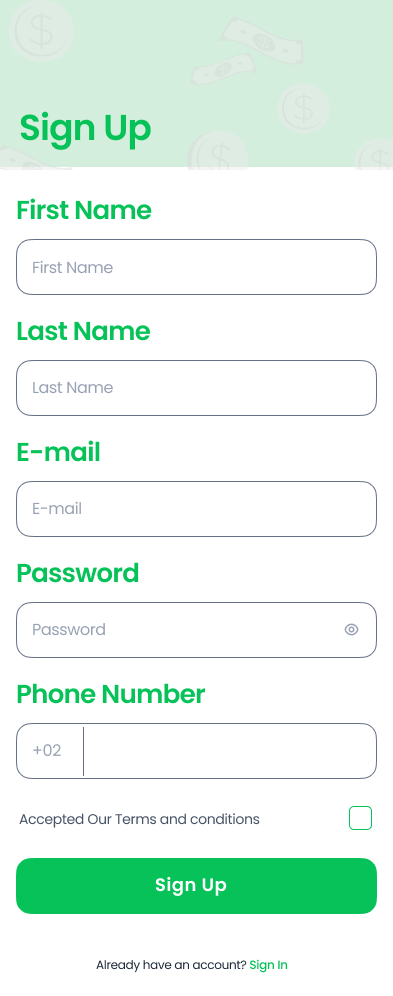 Sign Up
First Name
First Name
Last Name
Last Name
E-mail
E-mail
Password
Password
Phone Number
+02
Accepted Our Terms and conditions
Sign Up
Already have an account? Sign In